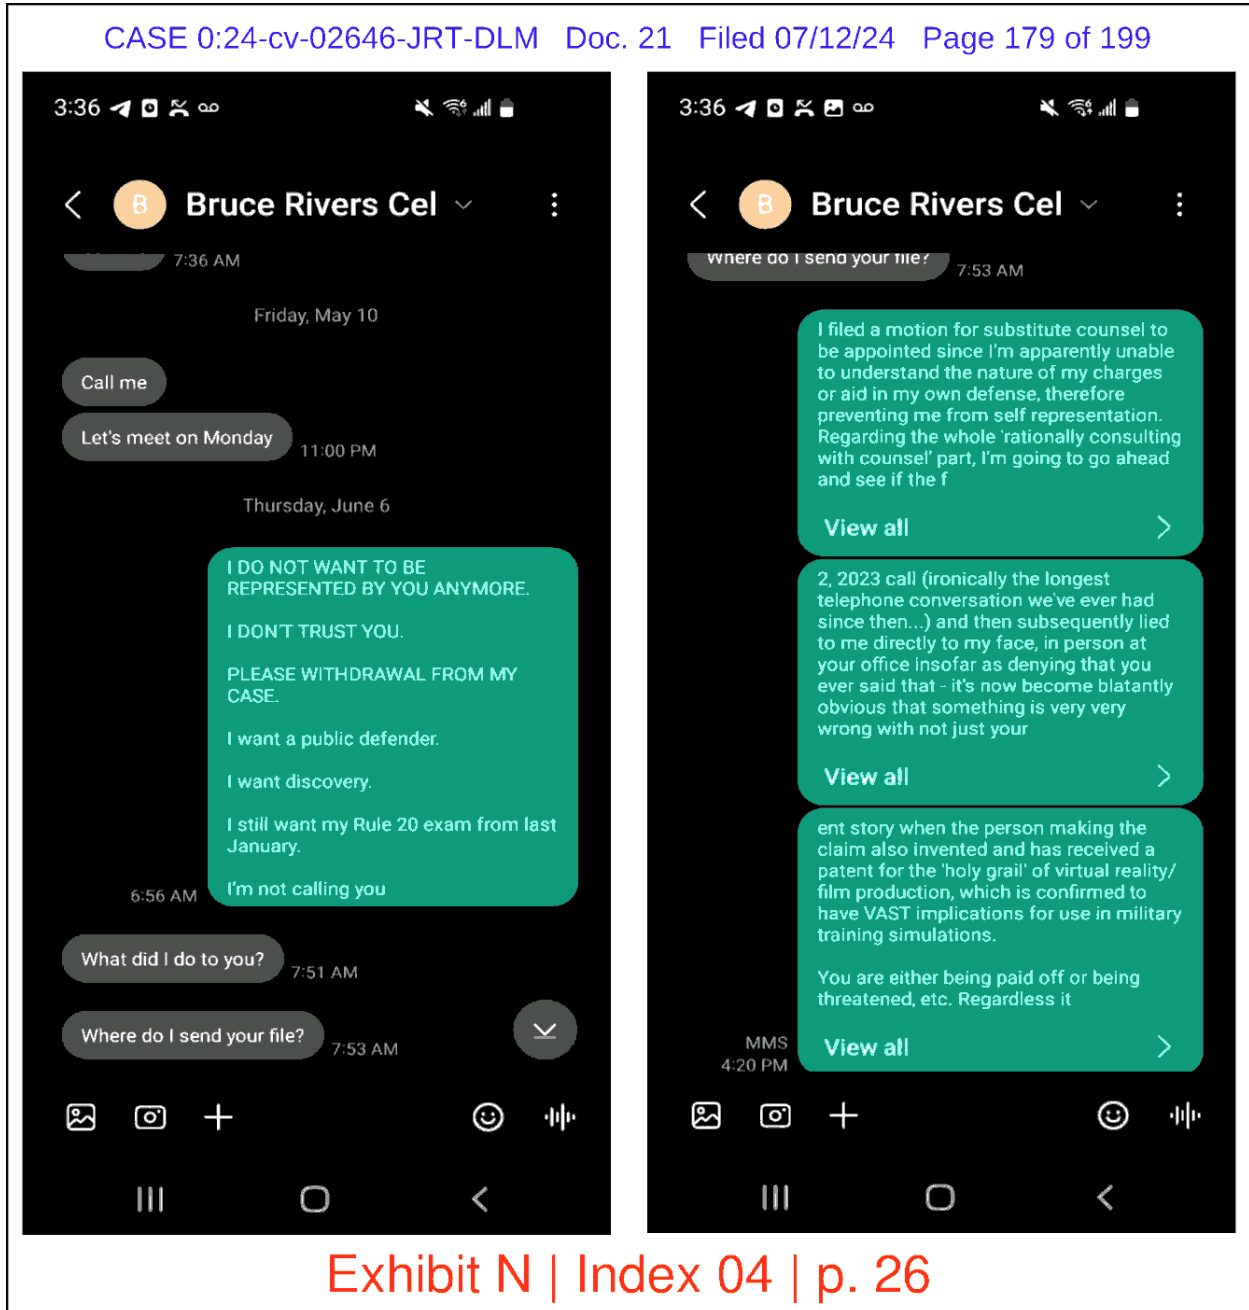 CASE 0:24-cv-02646-JRT-DLM Doc. 21 Filed 07/12/24 Page 179 of 199
3:36
B
Bruce Rivers Cel
7:36 AM
Friday, May 10
Call me
Let's meet on Monday
11:00 PM
Thursday, June 6
I DO NOT WANT TO BE
REPRESENTED BY YOU ANYMORE.
I DON'T TRUST YOU.
PLEASE WITHDRAWAL FROM MY
CASE.
I want a public defender.
I want discovery.
I still want my Rule 20 exam from last
January.
I'm not calling you
6:56 AM
What did I do to you?
7:51 AM
Where do I send your file?
7:53 AM
3:36
B
Bruce Rivers Cel
Where do I send your file?
7:53 AM
I filed a motion for substitute counsel to
be appointed since I'm apparently unable
to understand the nature of my charges
or aid in my own defense, therefore
preventing me from self representation.
Regarding the whole 'rationally consulting
with counsel' part, I'm going to go ahead
and see if the f
View all
2, 2023 call (ironically the longest
telephone conversation we've ever had
since then...) and then subsequently lied
to me directly to my face, in person at
your office insofar as denying that you
ever said that - it's now become blatantly
obvious that something is very very
wrong with not just your
View all
ent story when the person making the
claim also invented and has received a
patent for the 'holy grail' of virtual reality/
film production, which is confirmed to
have VAST implications for use in military
training simulations.
You are either being paid off or being
threatened, etc. Regardless it
View all
MMS
4:20 PM
Exhibit N | Index 04 | p. 26